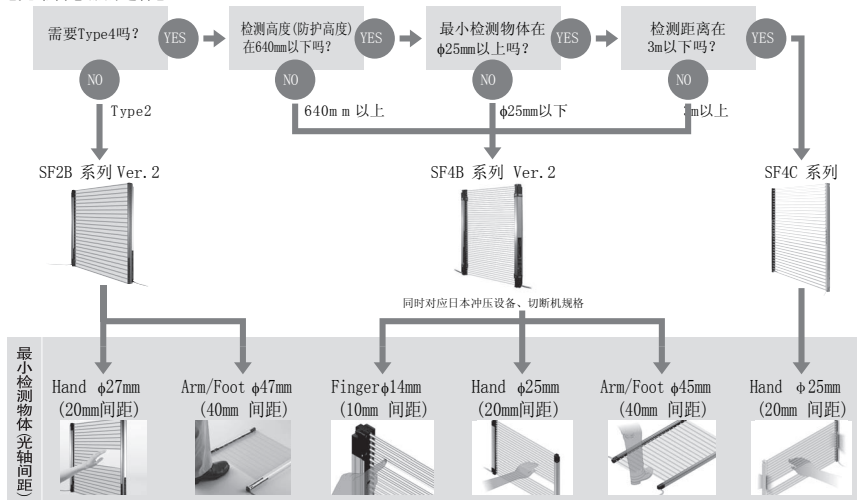 需要Type4吗？
YES
检测高度(防护高度)
在640mm以下吗？
YES
最小检测物体在
ϕ25mm以上吗？
YES
检测距离在
3m以下吗？
YES
NO
NO
NO
NO
Type2
640m m 以上
ϕ25mm以下
3m以上
SF2B 系列 Ver.2
SF4B 系列 Ver.2
SF4C 系列
同时对应日本冲压设备、切断机规格
最小检测物体(光轴间距)
Hand ϕ27mm
(20mm间距)
Arm/Foot ϕ47mm
(40mm 间距)
Fingerϕ14mm
(10mm 间距)
Hand ϕ25mm
(20mm 间距)
Arm/Foot ϕ45mm
(40mm 间距)
Hand ϕ25mm
(20mm 间距)